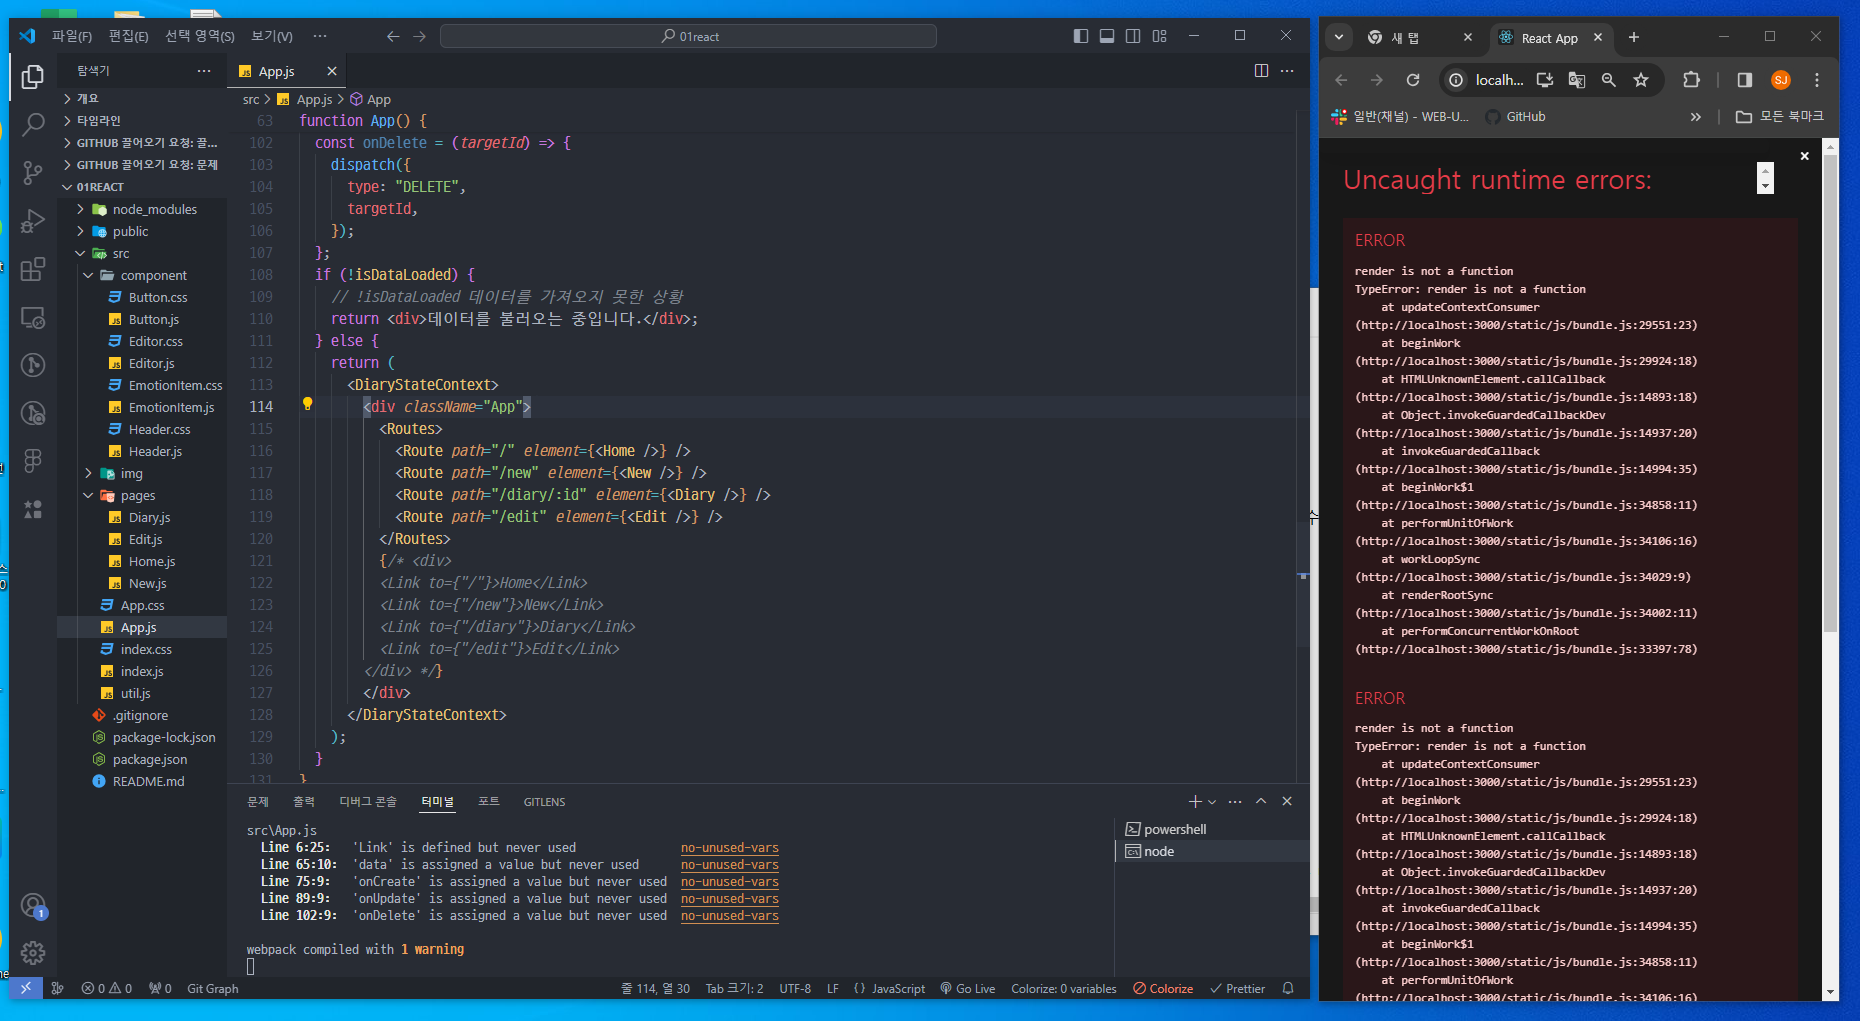 파일(F) 편집(E) 선택 영역(S) 보기(V) ··· 01react
탐색기 ···
개요
타임라인
GITHUB 끌어오기 요청: 끌...
GITHUB 끌어오기 요청: 문제
01REACT
node_modules
public
src
component
Button.css
Button.js
Editor.css
Editor.js
EmotionItem.css
EmotionItem.js
Header.css
Header.js
img
pages
Diary.js
Edit.js
Home.js
New.js
App.css
App.js
index.css
index.js
util.js
.gitignore
package-lock.json
package.json
README.md
App.js
src > App.js > App
63 function App() {
102 const onDelete = (targetId) => {
103 dispatch({
104 type: "DELETE",
105 targetId,
106 });
107 };
108 if (!isDataLoaded) {
109 // !isDataLoaded 데이터를 가져오지 못한 상황
110 return <div>데이터를 불러오는 중입니다.</div>;
111 } else {
112 return (
113 <DiaryStateContext>
114 <div className="App">
115 <Routes>
116 <Route path="/" element={<Home />} />
117 <Route path="/new" element={<New />} />
118 <Route path="/diary/:id" element={<Diary />} />
119 <Route path="/edit" element={<Edit />} />
120 </Routes>
121 {/* <div>
122 <Link to={"/"}>Home</Link>
123 <Link to={"/new"}>New</Link>
124 <Link to={"/diary"}>Diary</Link>
125 <Link to={"/edit"}>Edit</Link>
126 </div> */}
127 </div>
128 </DiaryStateContext>
129 );
130 }
131 }
문제 출력 디버그 콘솔 터미널 포트 GITLENS
src\App.js
Line 6:25: 'Link' is defined but never used no-unused-vars
Line 65:10: 'data' is assigned a value but never used no-unused-vars
Line 75:9: 'onCreate' is assigned a value but never used no-unused-vars
Line 89:9: 'onUpdate' is assigned a value but never used no-unused-vars
Line 102:9: 'onDelete' is assigned a value but never used no-unused-vars
webpack compiled with 1 warning
powershell
node
1
0 0 0 Git Graph 줄 114, 열 30 Tab 크기: 2 UTF-8 LF {} JavaScript Go Live Colorize: 0 variables Colorize Prettier
새 탭 React App
localh... SJ
일반(채널) - WEB-U... GitHub » 모든 북마크
Uncaught runtime errors:
ERROR
render is not a function
TypeError: render is not a function
at updateContextConsumer
(http://localhost:3000/static/js/bundle.js:29551:23)
at beginWork
(http://localhost:3000/static/js/bundle.js:29924:18)
at HTMLUnknownElement.callCallback
(http://localhost:3000/static/js/bundle.js:14893:18)
at Object.invokeGuardedCallbackDev
(http://localhost:3000/static/js/bundle.js:14937:20)
at invokeGuardedCallback
(http://localhost:3000/static/js/bundle.js:14994:35)
at beginWork$1
(http://localhost:3000/static/js/bundle.js:34858:11)
at performUnitOfWork
(http://localhost:3000/static/js/bundle.js:34106:16)
at workLoopSync
(http://localhost:3000/static/js/bundle.js:34029:9)
at renderRootSync
(http://localhost:3000/static/js/bundle.js:34002:11)
at performConcurrentWorkOnRoot
(http://localhost:3000/static/js/bundle.js:33397:78)
ERROR
render is not a function
TypeError: render is not a function
at updateContextConsumer
(http://localhost:3000/static/js/bundle.js:29551:23)
at beginWork
(http://localhost:3000/static/js/bundle.js:29924:18)
at HTMLUnknownElement.callCallback
(http://localhost:3000/static/js/bundle.js:14893:18)
at Object.invokeGuardedCallbackDev
(http://localhost:3000/static/js/bundle.js:14937:20)
at invokeGuardedCallback
(http://localhost:3000/static/js/bundle.js:14994:35)
at beginWork$1
(http://localhost:3000/static/js/bundle.js:34858:11)
at performUnitOfWork
(http://localhost:3000/static/js/bundle.js:34106:16)